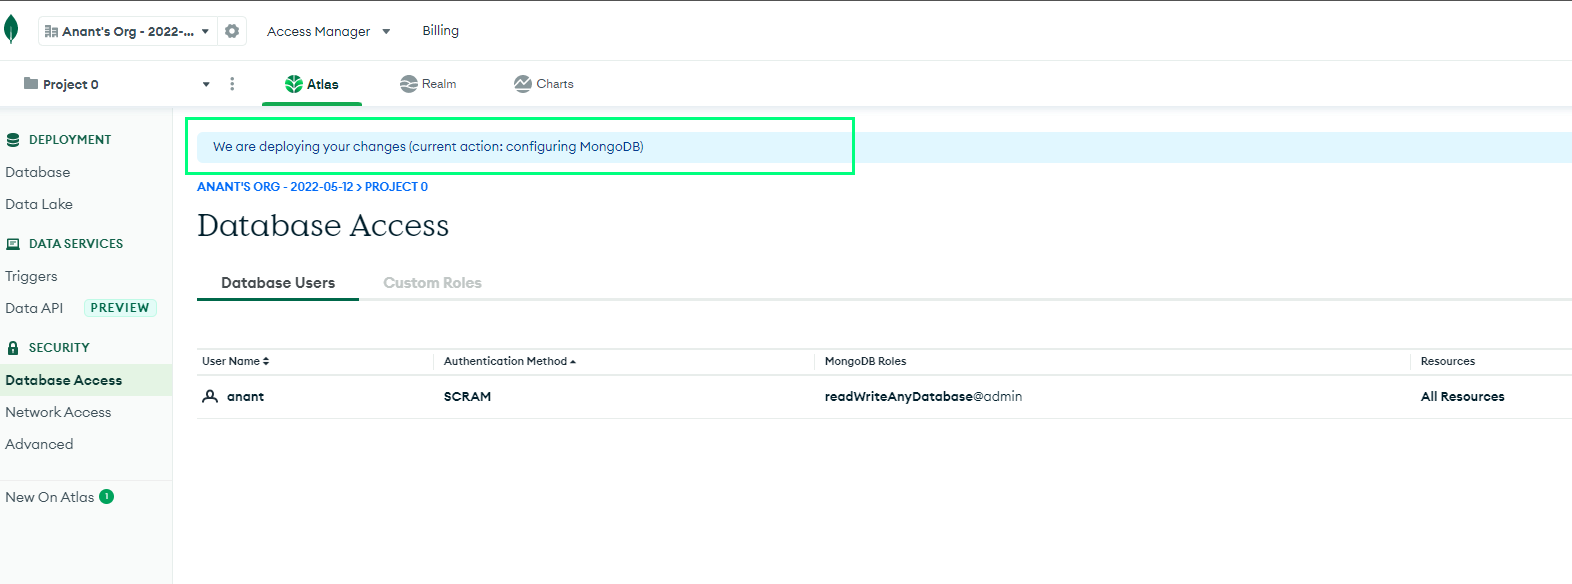 Anant's Org - 2022-... Access Manager Billing
Project 0 Atlas Realm Charts
DEPLOYMENT
Database
Data Lake
DATA SERVICES
Triggers
Data API PREVIEW
SECURITY
Database Access
Network Access
Advanced
New On Atlas 1
We are deploying your changes (current action: configuring MongoDB)
ANANT'S ORG - 2022-05-12 > PROJECT 0
Database Access
Database Users Custom Roles
User Name Authentication Method MongoDB Roles Resources
anant SCRAM readWriteAnyDatabase@admin All Resources